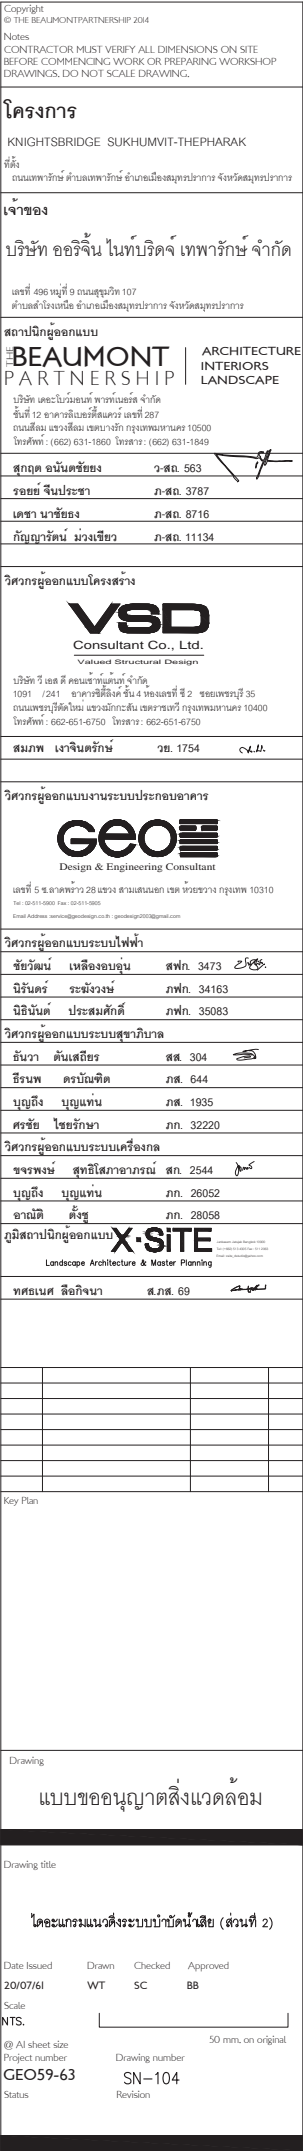 Copyright
© THE BEAUMONTPARTNERSHIP 2014
Notes
CONTRACTOR MUST VERIFY ALL DIMENSIONS ON SITE
BEFORE COMMENCING WORK OR PREPARING WORKSHOP
DRAWINGS. DO NOT SCALE DRAWING.
โครงการ
KNIGHTSBRIDGE SUKHUMVIT-THEPHARAK
ที่ตั้ง
ถนนเทพารักษ์ ตำบลเทพารักษ์ อำเภอเมืองสมุทรปราการ จังหวัดสมุทรปราการ
เจ้าของ
บริษัท ออริจิ้น ไนท์บริดจ์ เทพารักษ์ จำกัด
เลขที่ 496 หมู่ที่ 9 ถนนสุขุมวิท 107
ตำบลสำโรงเหนือ อำเภอเมืองสมุทรปราการ จังหวัดสมุทรปราการ
สถาปนิกผู้ออกแบบ
THE BEAUMONT PARTNERSHIP
ARCHITECTURE
INTERIORS
LANDSCAPE
บริษัท เดอะโบว์มอนท์ พาร์ทเนอร์ส จำกัด
ชั้นที่ 12 อาคารลิเบอร์ตี้สแควร์ เลขที่ 287
ถนนสีลม แขวงสีลม เขตบางรัก กรุงเทพมหานคร 10500
โทรศัพท์ : (662) 631-1860 โทรสาร : (662) 631-1849
สุกฤต อนันตชัยยง ว-สถ. 563
รอยย์ จีนประชา ภ-สถ. 3787
เดชา นาชัยธง ภ-สถ. 8716
กัญญารัตน์ ม่วงเขียว ภ-สถ. 11134
วิศวกรผู้ออกแบบโครงสร้าง
VSD
Consultant Co., Ltd.
Valued Structural Design
บริษัท วี เอส ดี คอนเซ้าท์แต้นท์ จำกัด
1091 /241 อาคารซิตี้ลิงค์ ชั้น 4 ห้องเลขที่ ซี 2 ซอยเพชรบุรี 35
ถนนเพชรบุรีตัดใหม่ แขวงมักกะสัน เขตราชเทวี กรุงเทพมหานคร 10400
โทรศัพท์ : 662-651-6750 โทรสาร : 662-651-6750
สมภพ เงาจินตรักษ์ วย. 1754
วิศวกรผู้ออกแบบงานระบบประกอบอาคาร
GEO
Design & Engineering Consultant
เลขที่ 5 ซ.ลาดพร้าว 28 แขวง สามเสนนอก เขต ห้วยขวาง กรุงเทพ 10310
Tel : 02-511-5900 Fax : 02-511-5905
Email Address :service@geodesign.co.th : geodesign2003@gmail.com
วิศวกรผู้ออกแบบระบบไฟฟ้า
ชัยวัฒน์ เหลืองอบอุ่น สฟก. 3473
นิรันดร์ ระฆังวงษ์ ภฟก. 34163
นิธินันต์ ประสมศักดิ์ ภฟก. 35083
วิศวกรผู้ออกแบบระบบสุขาภิบาล
ธันวา ตันเสถียร สส. 304
ธีรนพ ดรบัณฑิต ภส. 644
บุญถึง บุญแท่น ภส. 1935
ศรชัย ไชยรักษา ภก. 32220
วิศวกรผู้ออกแบบระบบเครื่องกล
ขจรพงษ์ สุทธิโสภาอาภรณ์ สก. 2544
บุญถึง บุญแท่น ภก. 26052
อาณัติ ตั้งชู ภก. 28058
ภูมิสถาปนิกผู้ออกแบบ
X·SiTE
Landscape Architecture & Master Planning
ทศธเนศ ลือกิจนา ส.ภส. 69
Key Plan
Drawing
แบบขออนุญาตสิ่งแวดล้อม
Drawing title
ไดอะแกรมแนวดิ่งระบบบำบัดน้ำเสีย (ส่วนที่ 2)
Date Issued Drawn Checked Approved
20/07/61 WT SC BB
Scale
NTS.
@ A1 sheet size 50 mm. on original
Project number Drawing number
GEO59-63 SN-104
Status Revision